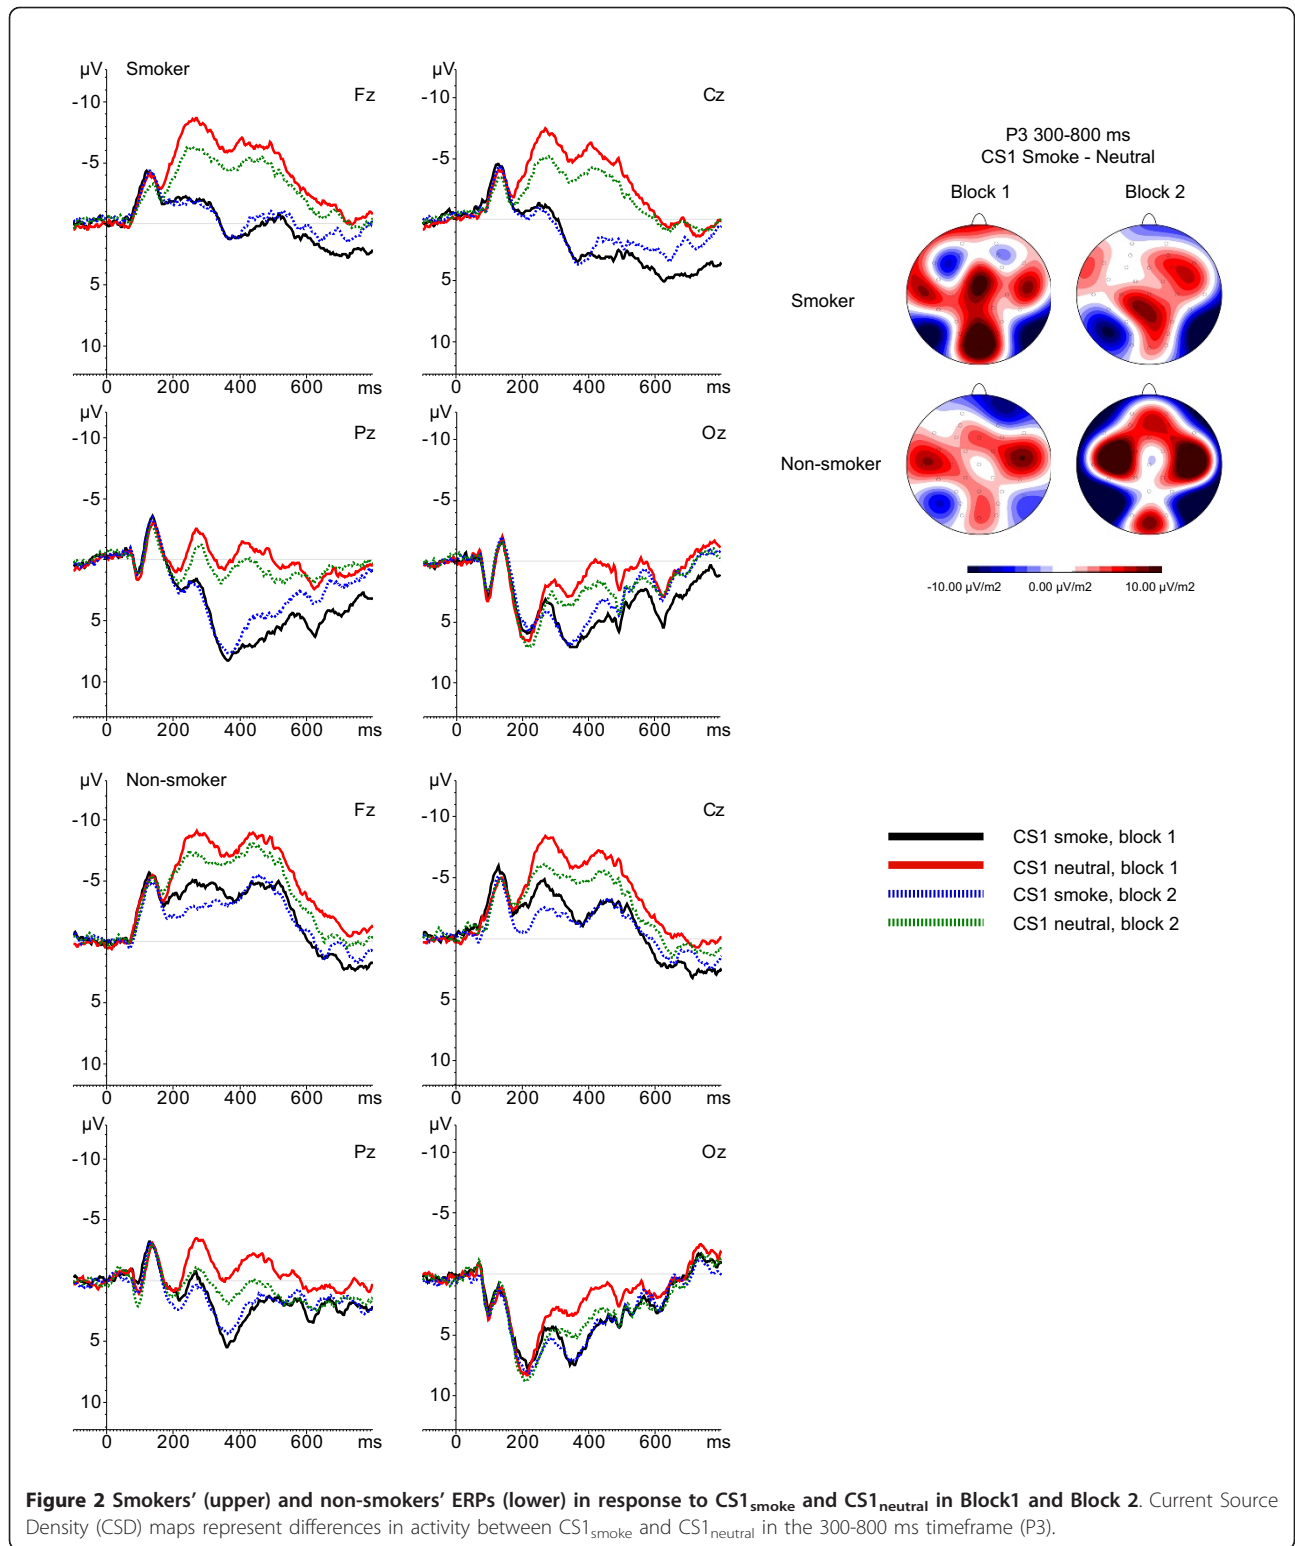 µV Smoker Fz
-10
-5
5
10
0 200 400 600 ms
µV Cz
-10
-5
5
10
0 200 400 600 ms
µV Pz
-10
-5
5
10
0 200 400 600 ms
µV Oz
-10
-5
5
10
0 200 400 600 ms
P3 300-800 ms
CS1 Smoke - Neutral
Block 1 Block 2
Smoker
Non-smoker
-10.00 µV/m2 0.00 µV/m2 10.00 µV/m2
µV Non-smoker Fz
-10
-5
5
10
0 200 400 600 ms
µV Cz
-10
-5
5
10
0 200 400 600 ms
µV Pz
-10
-5
5
10
0 200 400 600 ms
µV Oz
-10
-5
5
10
0 200 400 600 ms
CS1 smoke, block 1
CS1 neutral, block 1
CS1 smoke, block 2
CS1 neutral, block 2
Figure 2 Smokers’ (upper) and non-smokers’ ERPs (lower) in response to CS1smoke and CS1neutral in Block1 and Block 2. Current Source
Density (CSD) maps represent differences in activity between CS1smoke and CS1neutral in the 300-800 ms timeframe (P3).